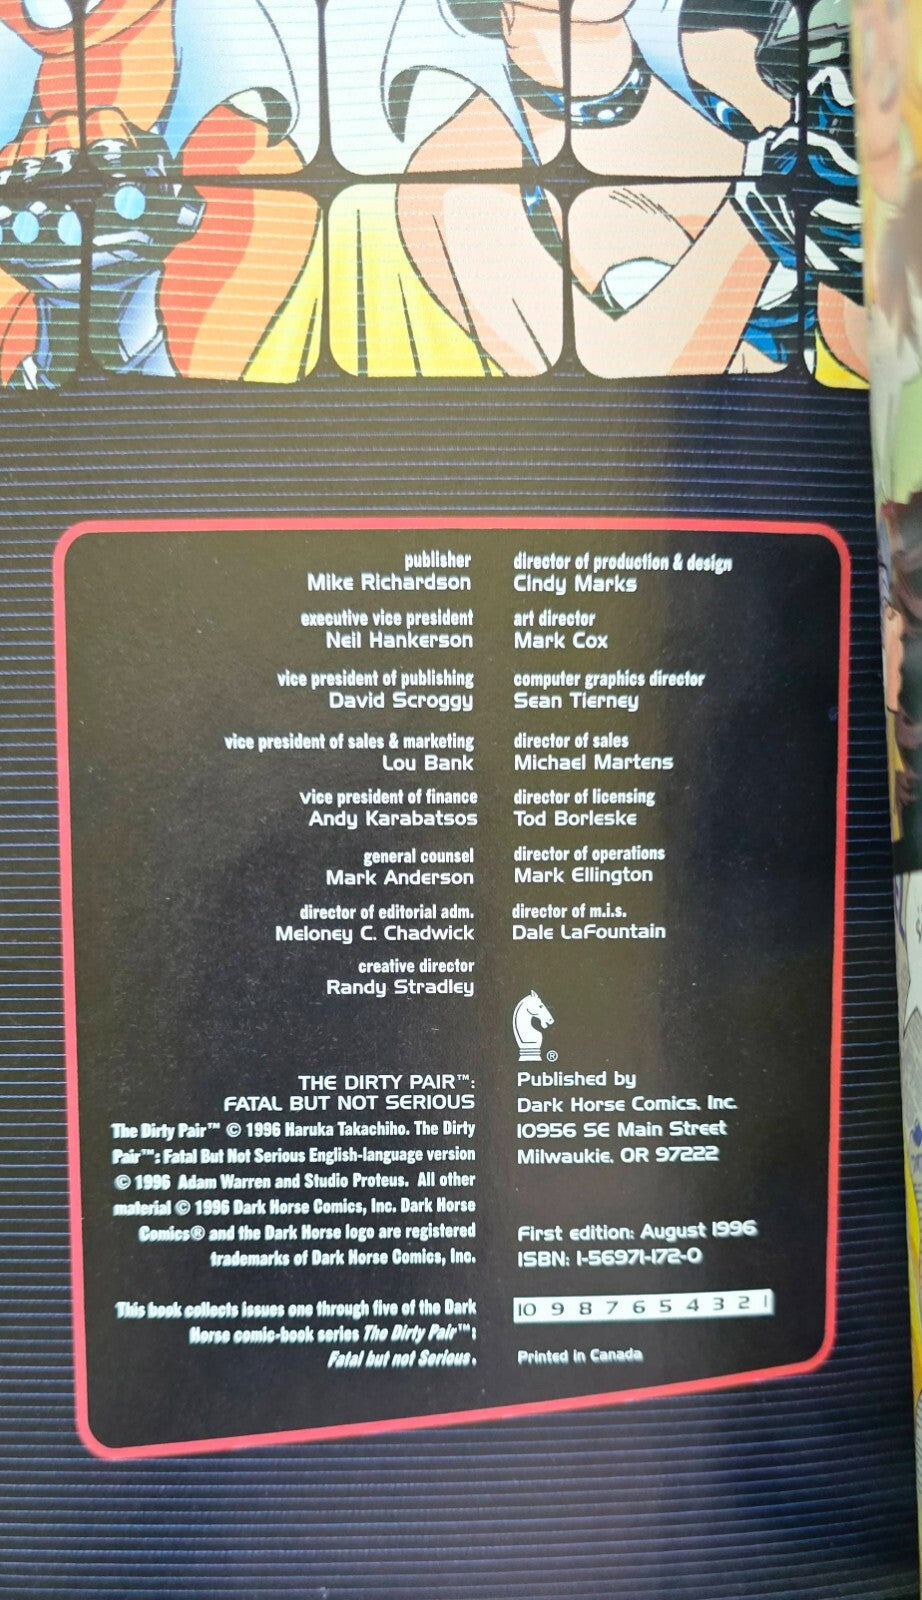 publisher
Mike Richardson
executive vice president
Neil Hankerson
vice president of publishing
David Scroggy
vice president of sales & marketing
Lou Bank
vice president of finance
Andy Karabatsos
general counsel
Mark Anderson
director of editorial adm.
Meloney C. Chadwick
creative director
Randy Stradley
director of production & design
Cindy Marks
art director
Mark Cox
computer graphics director
Sean Tierney
director of sales
Michael Martens
director of licensing
Tod Borleske
director of operations
Mark Ellington
director of m.i.s.
Dale LaFountain
THE DIRTY PAIR™:
FATAL BUT NOT SERIOUS
The Dirty Pair™ © 1996 Haruka Takachiho. The Dirty
Pair™: Fatal But Not Serious English-language version
© 1996 Adam Warren and Studio Proteus. All other
material © 1996 Dark Horse Comics, Inc. Dark Horse
Comics® and the Dark Horse logo are registered
trademarks of Dark Horse Comics, Inc.
This book collects issues one through five of the Dark
Horse comic-book series The Dirty Pair™:
Fatal but not Serious.
®
Published by
Dark Horse Comics, Inc.
10956 SE Main Street
Milwaukie, OR 97222
First edition: August 1996
ISBN: 1-56971-172-0
10 9 8 7 6 5 4 3 2 1
Printed in Canada